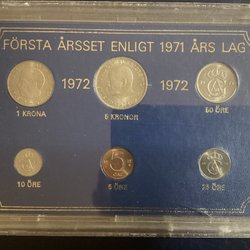 FÖRSTA ÅRSSET ENLIGT 1971 ÅRS LAG
1972 1972
1 KRONA 5 KRONOR 50 ÖRE
5
10 ÖRE 5 ÖRE 25 ÖRE